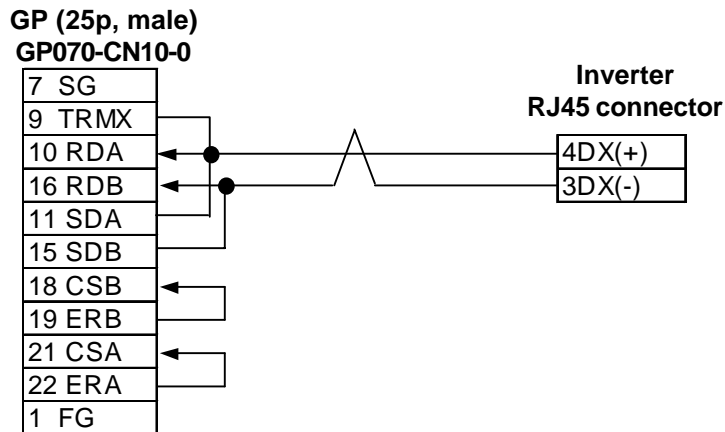 GP (25p, male)
GP070-CN10-0
7 SG
9 TRMX
10 RDA
16 RDB
11 SDA
15 SDB
18 CSB
19 ERB
21 CSA
22 ERA
1 FG
Inverter
RJ45 connector
4DX(+)
3DX(-)